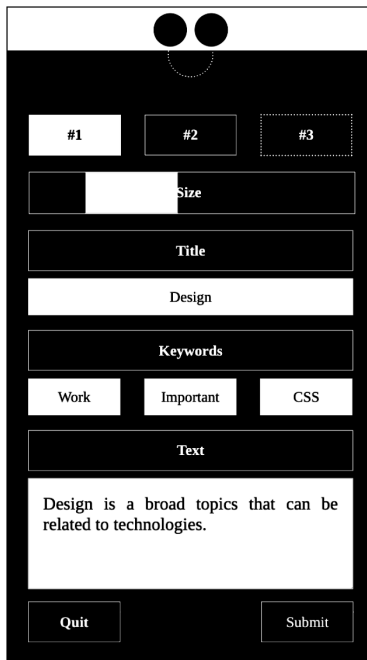 #1 #2 #3
Size
Title
Design
Keywords
Work Important CSS
Text
Design is a broad topics that can be
related to technologies.
Quit Submit